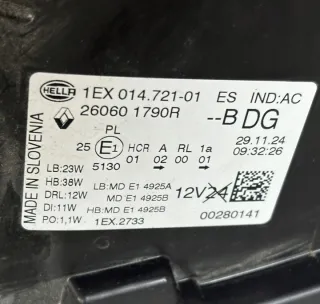 HELLA 1EX 014.721-01 ES IND:AC
26060 1790R --B DG
PL 29.11.24
25 E1 HCR A RL 1a 09:32:26
01 02 00 01
LB:23W 5130
HB:38W LB:MD E1 4925A
DRL:12W MD E1 4925B 12V24
DI:11W HB:MD E1 4925B
PO:1,1W 1EX.2733 00280141
MADE IN SLOVENIA